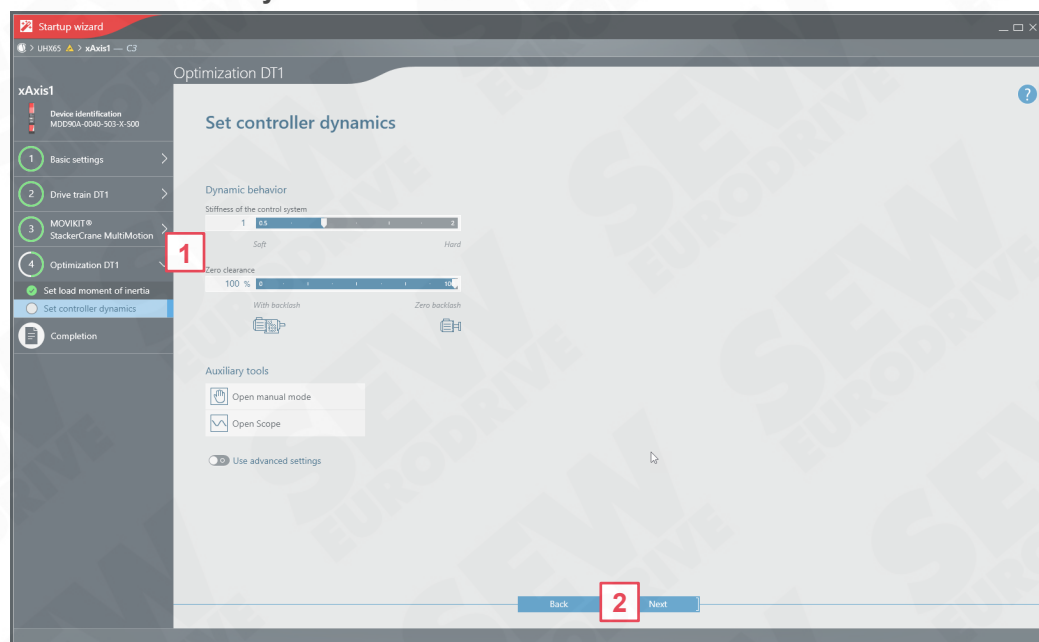 Startup wizard
> UHX65 > xAxis1 — C3
Optimization DT1
xAxis1
Device identification
MDD90A-0040-503-X-S00
1 Basic settings
2 Drive train DT1
3 MOVIKIT®
StackerCrane MultiMotion
4 Optimization DT1
Set load moment of inertia
Set controller dynamics
Completion
1
?
Set controller dynamics
Dynamic behavior
Stiffness of the control system
1 0.5 1 2
Soft Hard
Zero clearance
100 % 0 100
With backlash Zero backlash
Auxiliary tools
Open manual mode
Open Scope
Use advanced settings
Back 2 Next
SEW
EURODRIVE